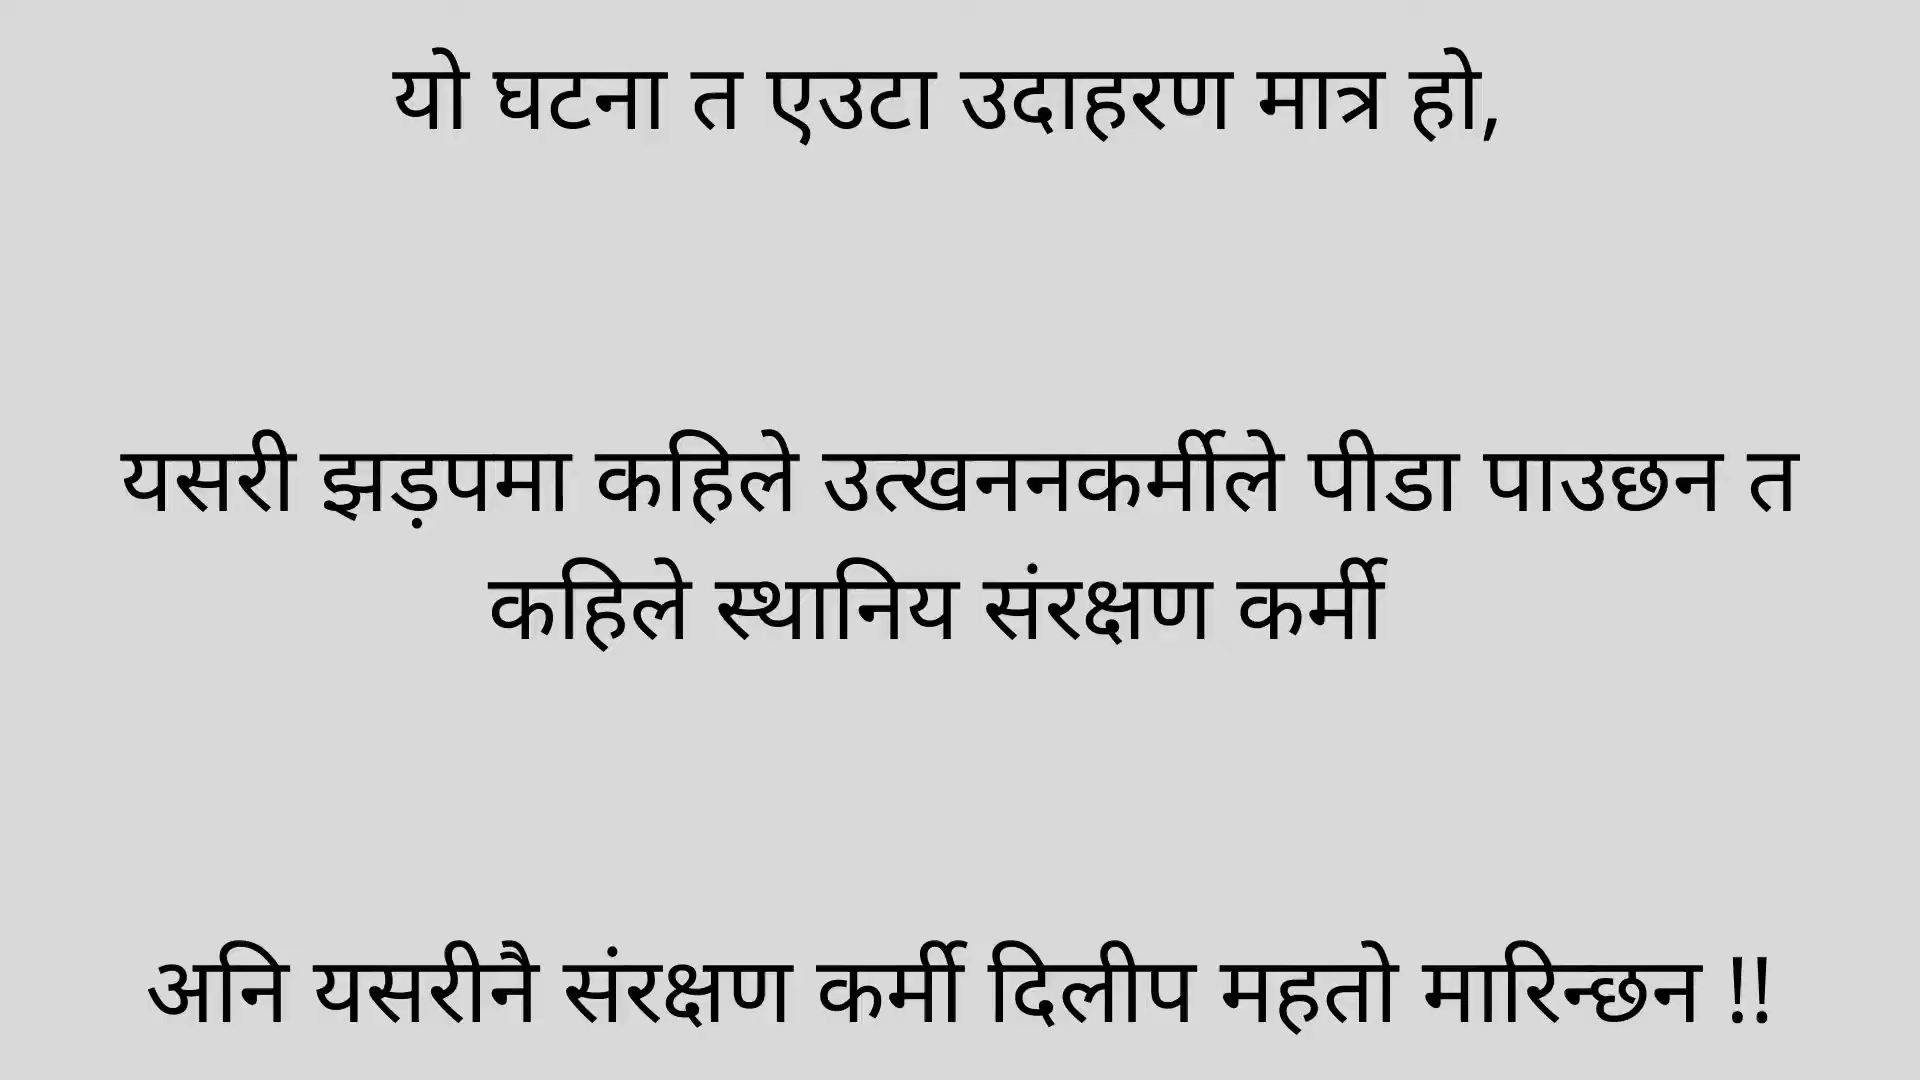 यो घटना त एउटा उदाहरण मात्र हो,
यसरी झड़पमा कहिले उत्खननकर्मीले पीडा पाउछन त
कहिले स्थानिय संरक्षण कर्मी
अनि यसरीनै संरक्षण कर्मी दिलीप महतो मारिन्छन !!